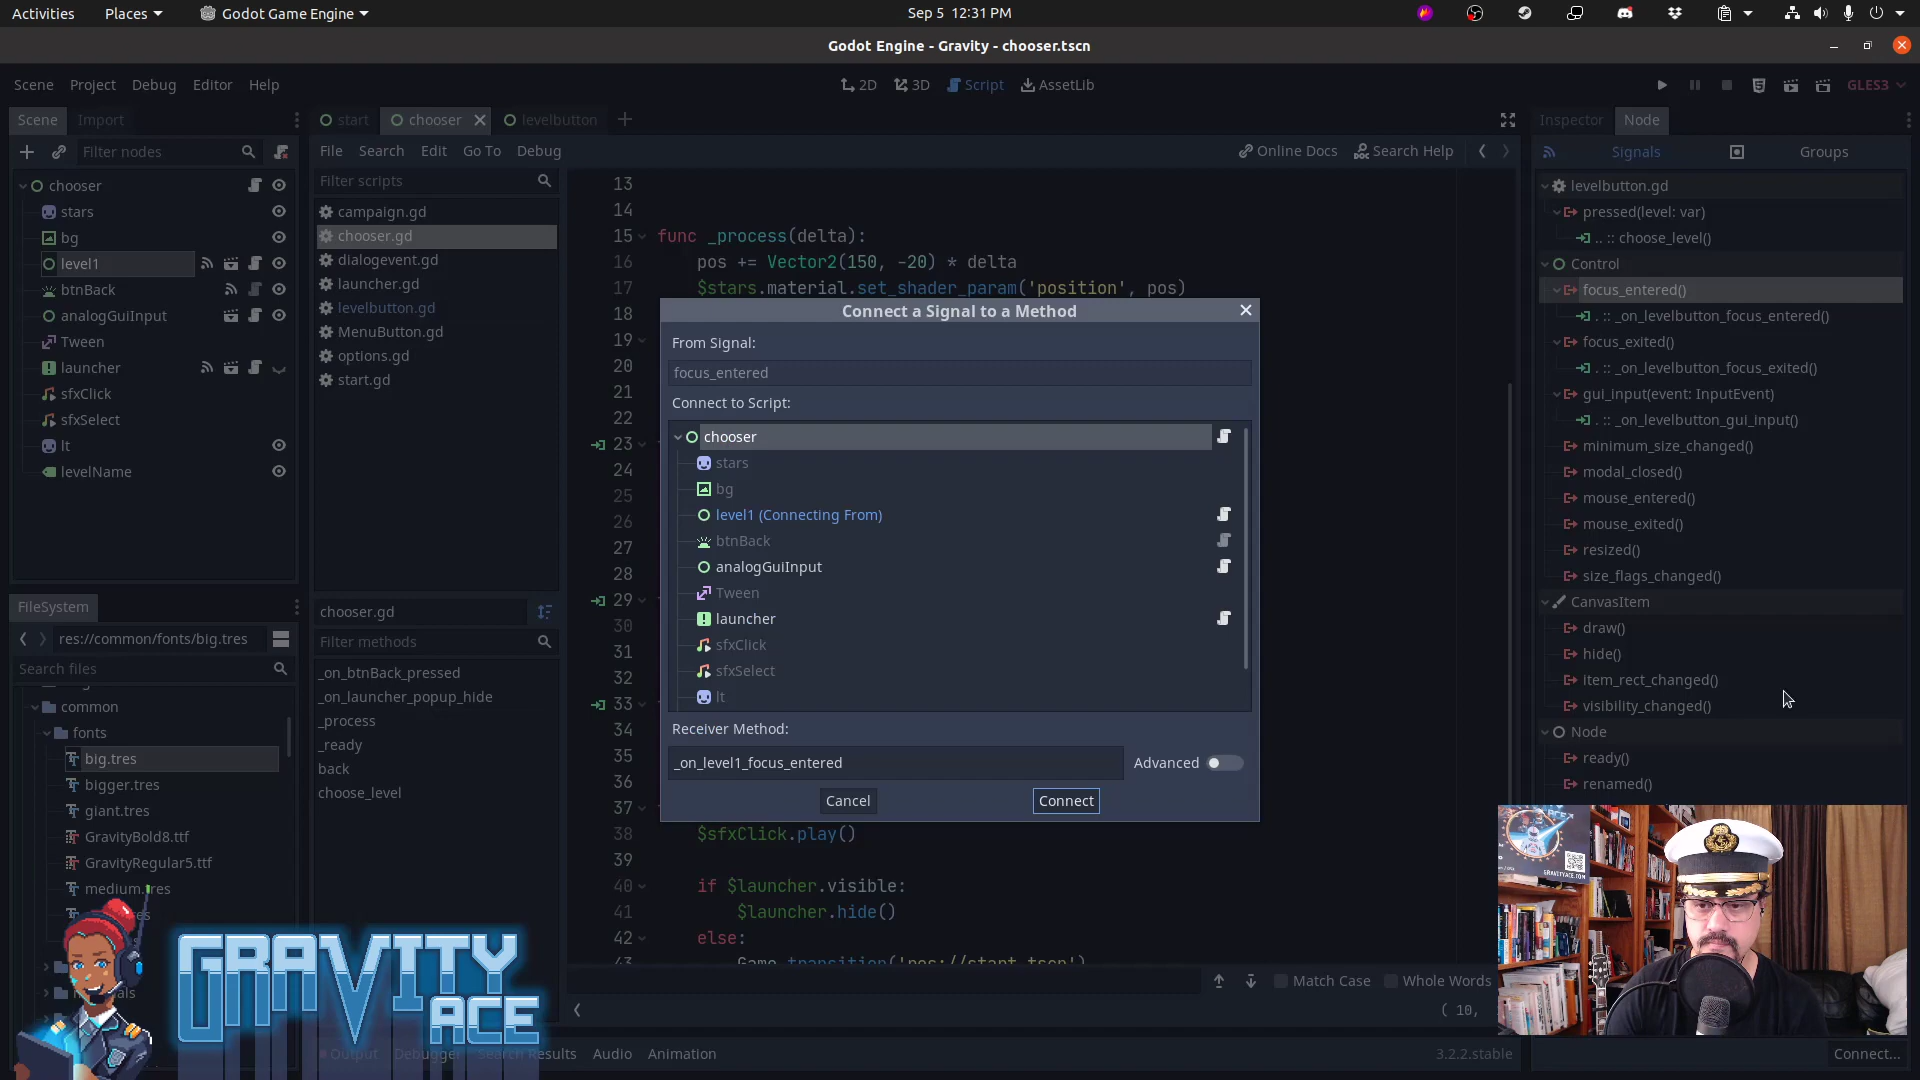 Activities Places Godot Game Engine Sep 5 12:31 PM
Godot Engine - Gravity - chooser.tscn
Scene Project Debug Editor Help 2D 3D Script AssetLib GLES3
Scene Import start chooser levelbutton Inspector Node
Filter nodes File Search Edit Go To Debug Online Docs Search Help Signals Groups
chooser
stars
bg
level1
btnBack
analogGuiInput
Tween
launcher
sfxClick
sfxSelect
lt
levelName
Filter scripts
campaign.gd
chooser.gd
dialogevent.gd
launcher.gd
levelbutton.gd
MenuButton.gd
options.gd
start.gd
chooser.gd
Filter methods
_on_btnBack_pressed
_on_launcher_popup_hide
_process
_ready
back
choose_level
FileSystem
res://common/fonts/big.tres
Search files
common
fonts
big.tres
bigger.tres
giant.tres
GravityBold8.ttf
GravityRegular5.ttf
medium.tres
13
14
15 func _process(delta):
16 pos += Vector2(150, -20) * delta
17 $stars.material.set_shader_param('position', pos)
18
19
20
21
22
23
24
25
26
27
28
29
30
31
32
33
34
35
36
37
38 $sfxClick.play()
39
40 if $launcher.visible:
41 $launcher.hide()
42 else:
43 Game.transition('res://start.tscn')
Connect a Signal to a Method
From Signal:
focus_entered
Connect to Script:
chooser
stars
bg
level1 (Connecting From)
btnBack
analogGuiInput
Tween
launcher
sfxClick
sfxSelect
lt
Receiver Method:
_on_level1_focus_entered Advanced
Cancel Connect
levelbutton.gd
pressed(level: var)
.. :: choose_level()
Control
focus_entered()
. :: _on_levelbutton_focus_entered()
focus_exited()
. :: _on_levelbutton_focus_exited()
gui_input(event: InputEvent)
. :: _on_levelbutton_gui_input()
minimum_size_changed()
modal_closed()
mouse_entered()
mouse_exited()
resized()
size_flags_changed()
CanvasItem
draw()
hide()
item_rect_changed()
visibility_changed()
Node
ready()
renamed()
Match Case Whole Words
( 10,
Output Debugger Search Results Audio Animation 3.2.2.stable Connect...
GRAVITY
ACE
GRAVITYACE.COM